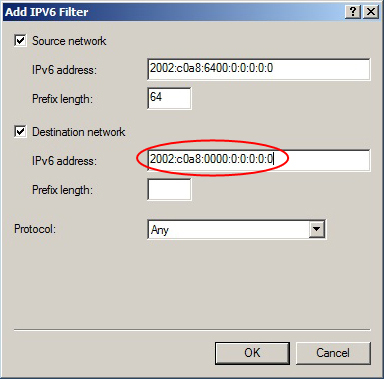 Add IPV6 Filter
Source network
IPv6 address: 2002:c0a8:6400:0:0:0:0:0
Prefix length: 64
Destination network
IPv6 address: 2002:c0a8:0000:0:0:0:0:0
Prefix length:
Protocol: Any
OK Cancel